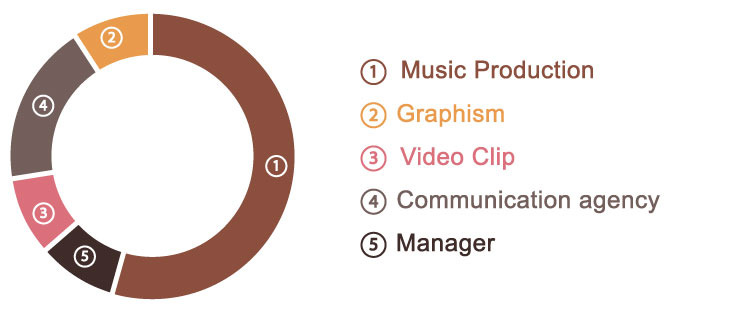 2
4
1
3
5
① Music Production
② Graphism
③ Video Clip
④ Communication agency
⑤ Manager